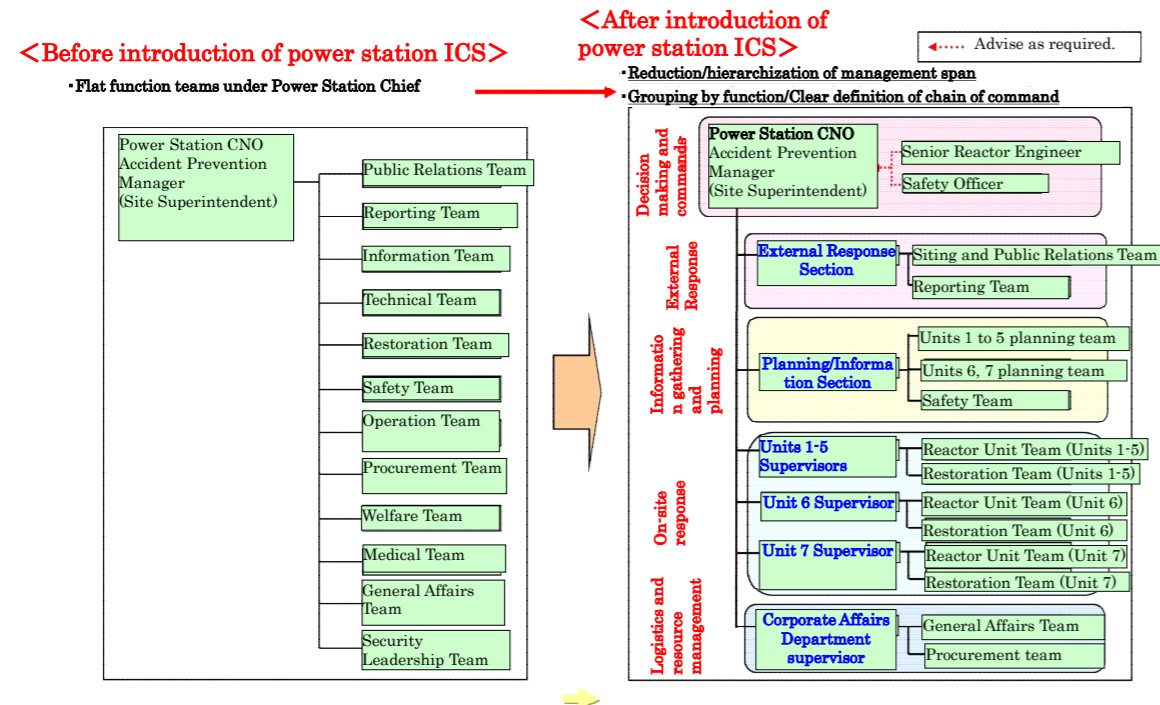 ＜Before introduction of power station ICS＞
・Flat function teams under Power Station Chief
Power Station CNO
Accident Prevention
Manager
(Site Superintendent)
Public Relations Team
Reporting Team
Information Team
Technical Team
Restoration Team
Safety Team
Operation Team
Procurement Team
Welfare Team
Medical Team
General Affairs
Team
Security
Leadership Team
＜After introduction of
power station ICS＞
Advise as required.
・Reduction/hierarchization of management span
・Grouping by function/Clear definition of chain of command
Decision
making and
commands
Power Station CNO
Accident Prevention
Manager
(Site Superintendent)
Senior Reactor Engineer
Safety Officer
External
Response
External Response
Section
Siting and Public Relations Team
Reporting Team
Informatio
n gathering
and
planning
Planning/Informa
tion Section
Units 1 to 5 planning team
Units 6, 7 planning team
Safety Team
On-site
response
Units 1-5
Supervisors
Reactor Unit Team (Units 1-5)
Restoration Team (Units 1-5)
Unit 6 Supervisor
Reactor Unit Team (Unit 6)
Restoration Team (Unit 6)
Unit 7 Supervisor
Reactor Unit Team (Unit 7)
Restoration Team (Unit 7)
Logistics and
resource
management
Corporate Affairs
Department
supervisor
General Affairs Team
Procurement team